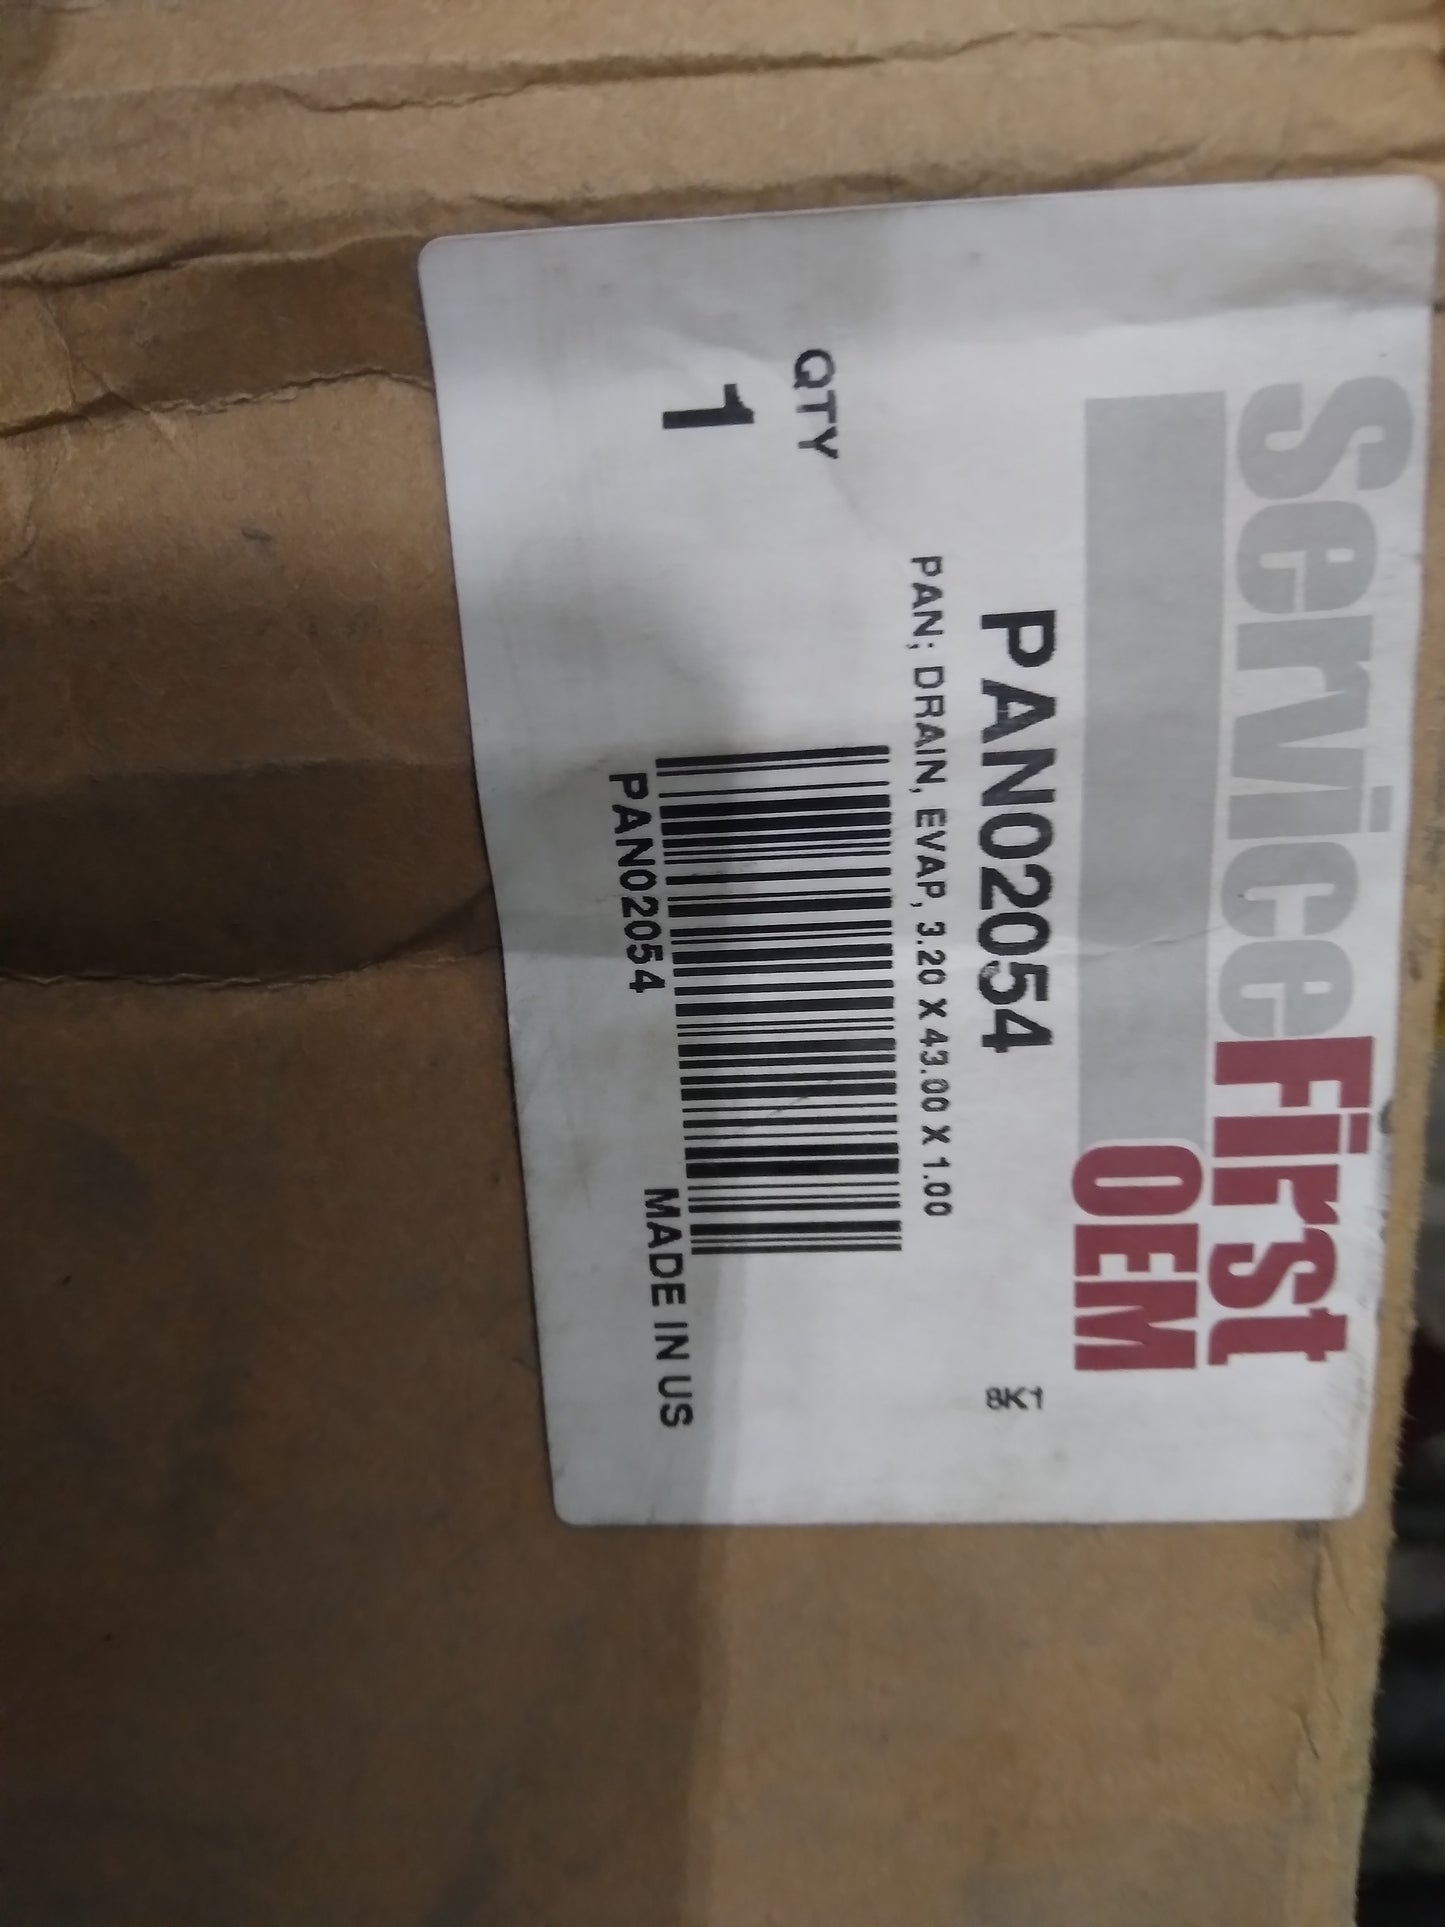 ServiceFirst
OEM
PAN02054
8K1
PAN; DRAIN, EVAP, 3.20 X 43.00 X 1.00
QTY
1
PAN02054
MADE IN US